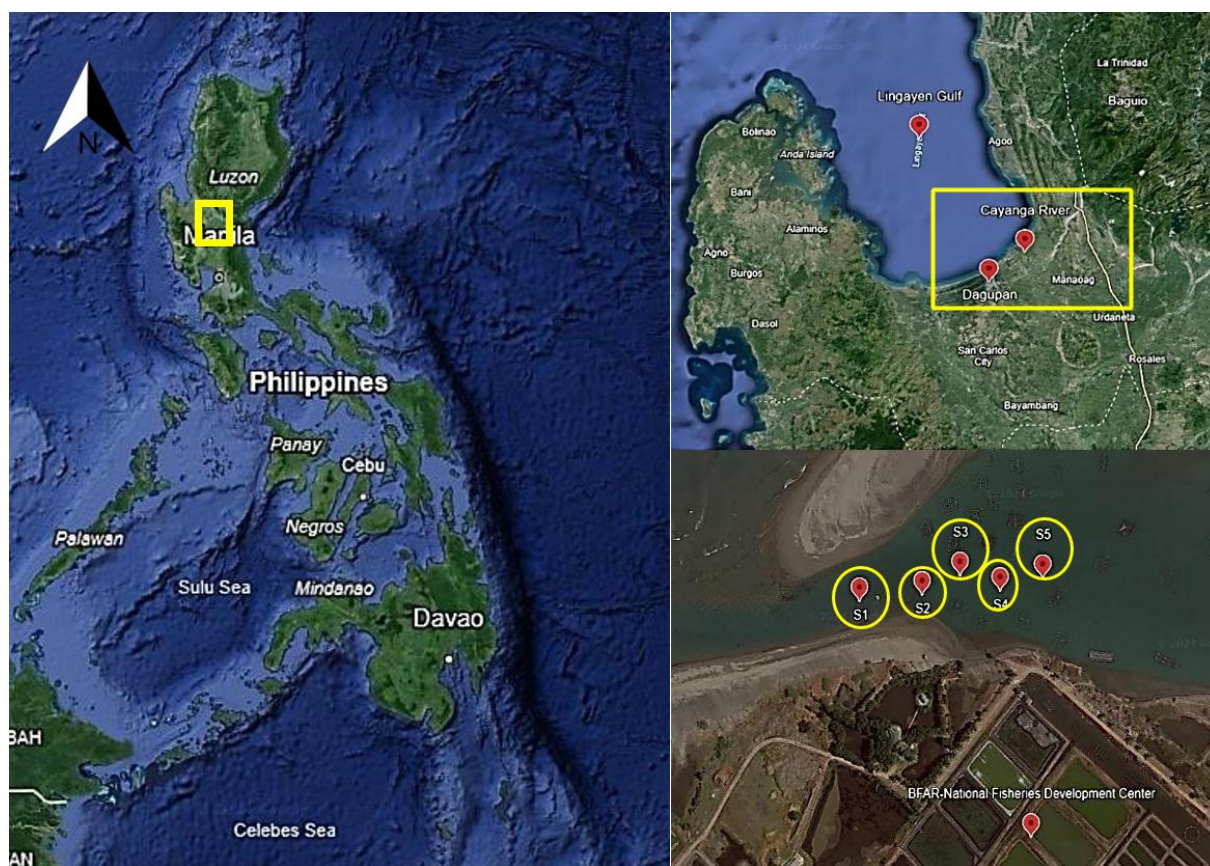 N
Luzon
Manila
Philippines
Panay
Cebu
Negros
Palawan
Sulu Sea
Mindanao
Davao
BAH
Celebes Sea
AN
La Trinidad
Baguio
Lingayen Gulf
Bolinao
Anda Island
Agoo
Bani
Alaminos
Cayanga River
Agno
Burgos
Manaoag
Dagupan
Urdaneta
Dasol
San Carlos
City
Rosales
Bayambang
S3
S5
S1
S2
S4
BFAR-National Fisheries Development Center